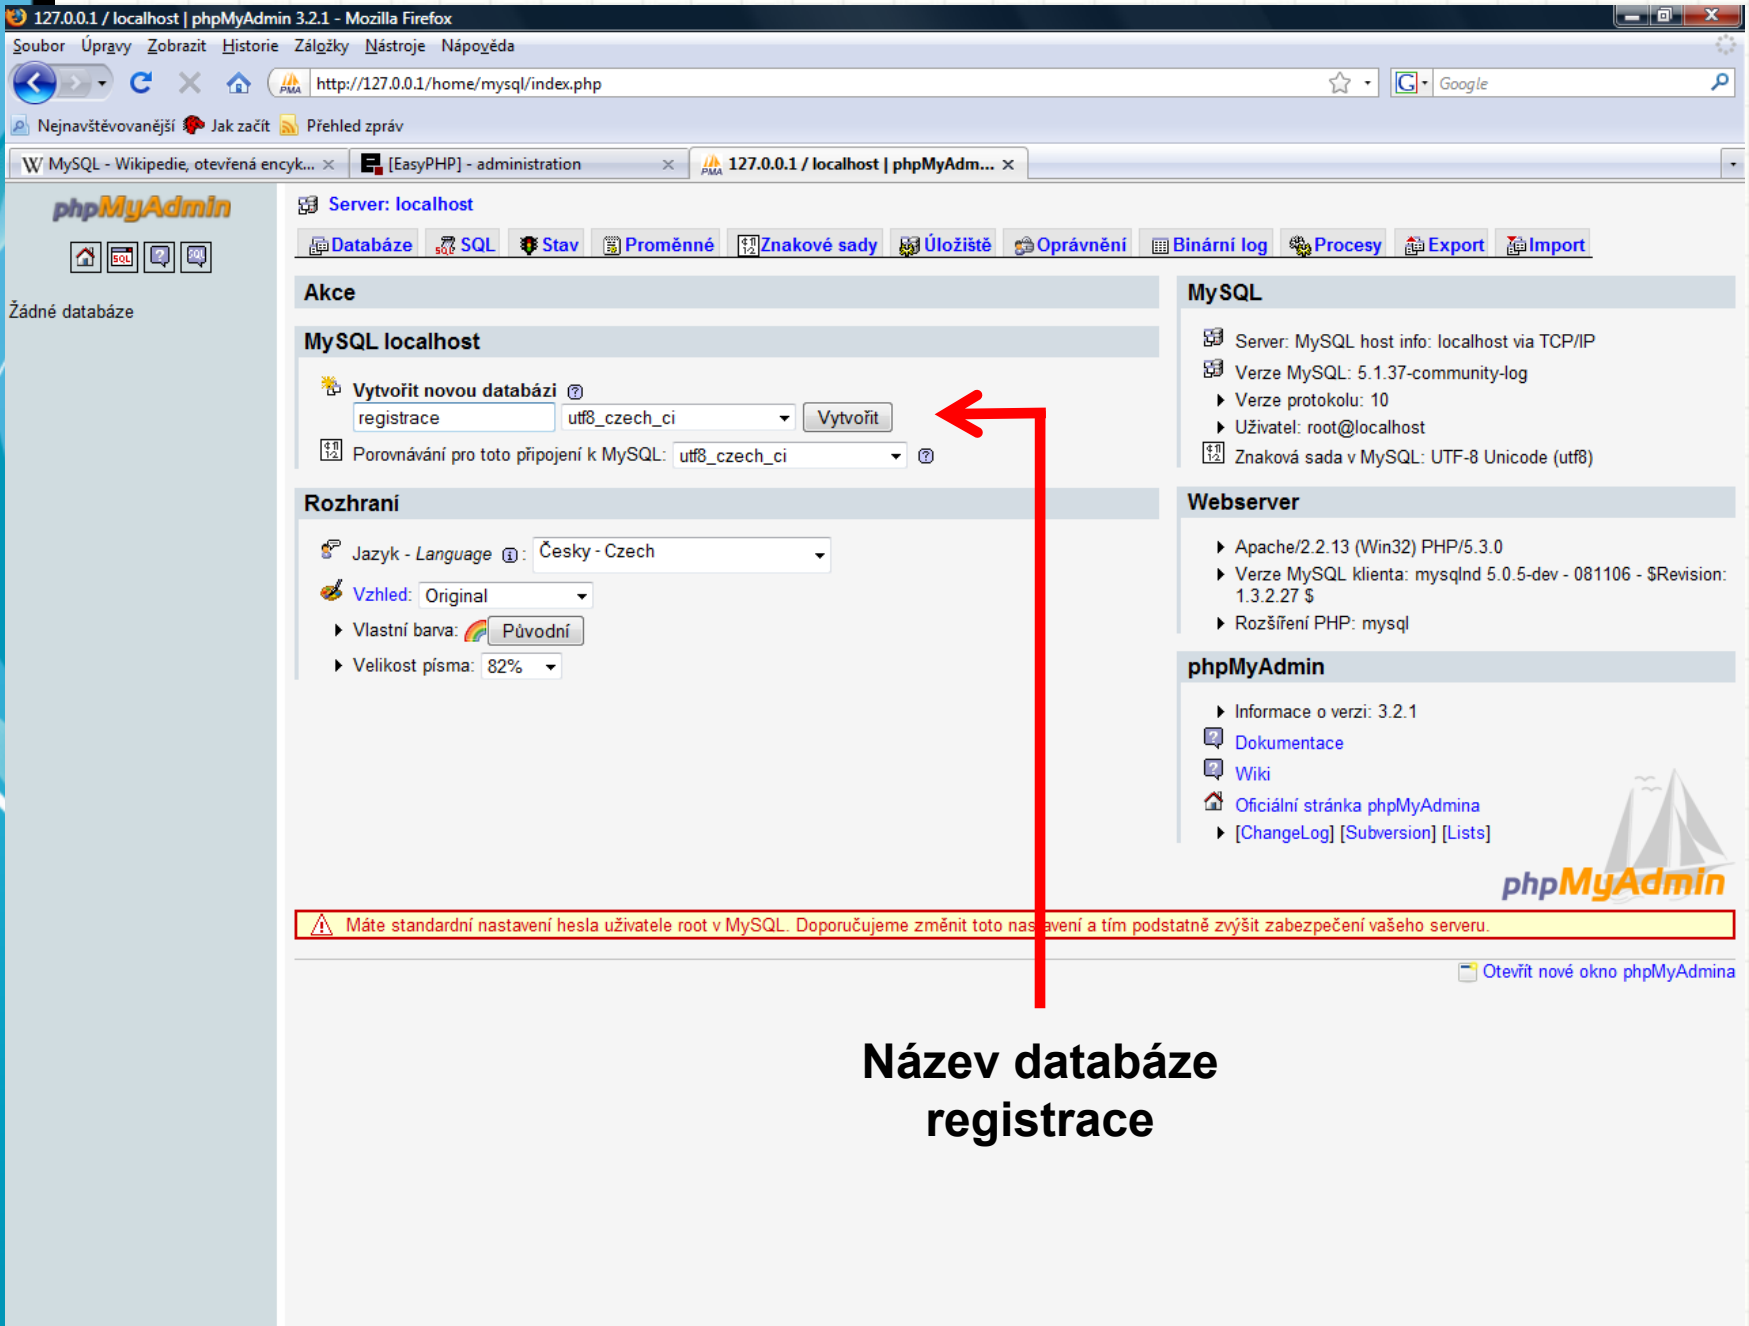 127.0.0.1 / localhost | phpMyAdmin 3.2.1 - Mozilla Firefox
Soubor Úpravy Zobrazit Historie Záložky Nástroje Nápověda
PMA http://127.0.0.1/home/mysql/index.php G Google
Nejnavštěvovanější Jak začít Přehled zpráv
W MySQL - Wikipedie, otevřená encyk... [EasyPHP] - administration PMA 127.0.0.1 / localhost | phpMyAdm...
phpMyAdmin
SQL ? SQL
Žádné databáze
Server: localhost
Databáze SQL Stav Proměnné Znakové sady Úložiště Oprávnění Binární log Procesy Export Import
Akce
MySQL localhost
Vytvořit novou databázi ?
registrace utf8_czech_ci Vytvořit
Porovnávání pro toto připojení k MySQL: utf8_czech_ci ?
Rozhraní
Jazyk - Language i : Česky - Czech
Vzhled: Original
Vlastní barva: Původní
Velikost písma: 82%
MySQL
Server: MySQL host info: localhost via TCP/IP
Verze MySQL: 5.1.37-community-log
Verze protokolu: 10
Uživatel: root@localhost
Znaková sada v MySQL: UTF-8 Unicode (utf8)
Webserver
Apache/2.2.13 (Win32) PHP/5.3.0
Verze MySQL klienta: mysqlnd 5.0.5-dev - 081106 - $Revision:
1.3.2.27 $
Rozšíření PHP: mysql
phpMyAdmin
Informace o verzi: 3.2.1
Dokumentace
Wiki
Oficiální stránka phpMyAdmina
[ChangeLog] [Subversion] [Lists]
phpMyAdmin
Máte standardní nastavení hesla uživatele root v MySQL. Doporučujeme změnit toto nastavení a tím podstatně zvýšit zabezpečení vašeho serveru.
Otevřít nové okno phpMyAdmina
Název databáze
registrace